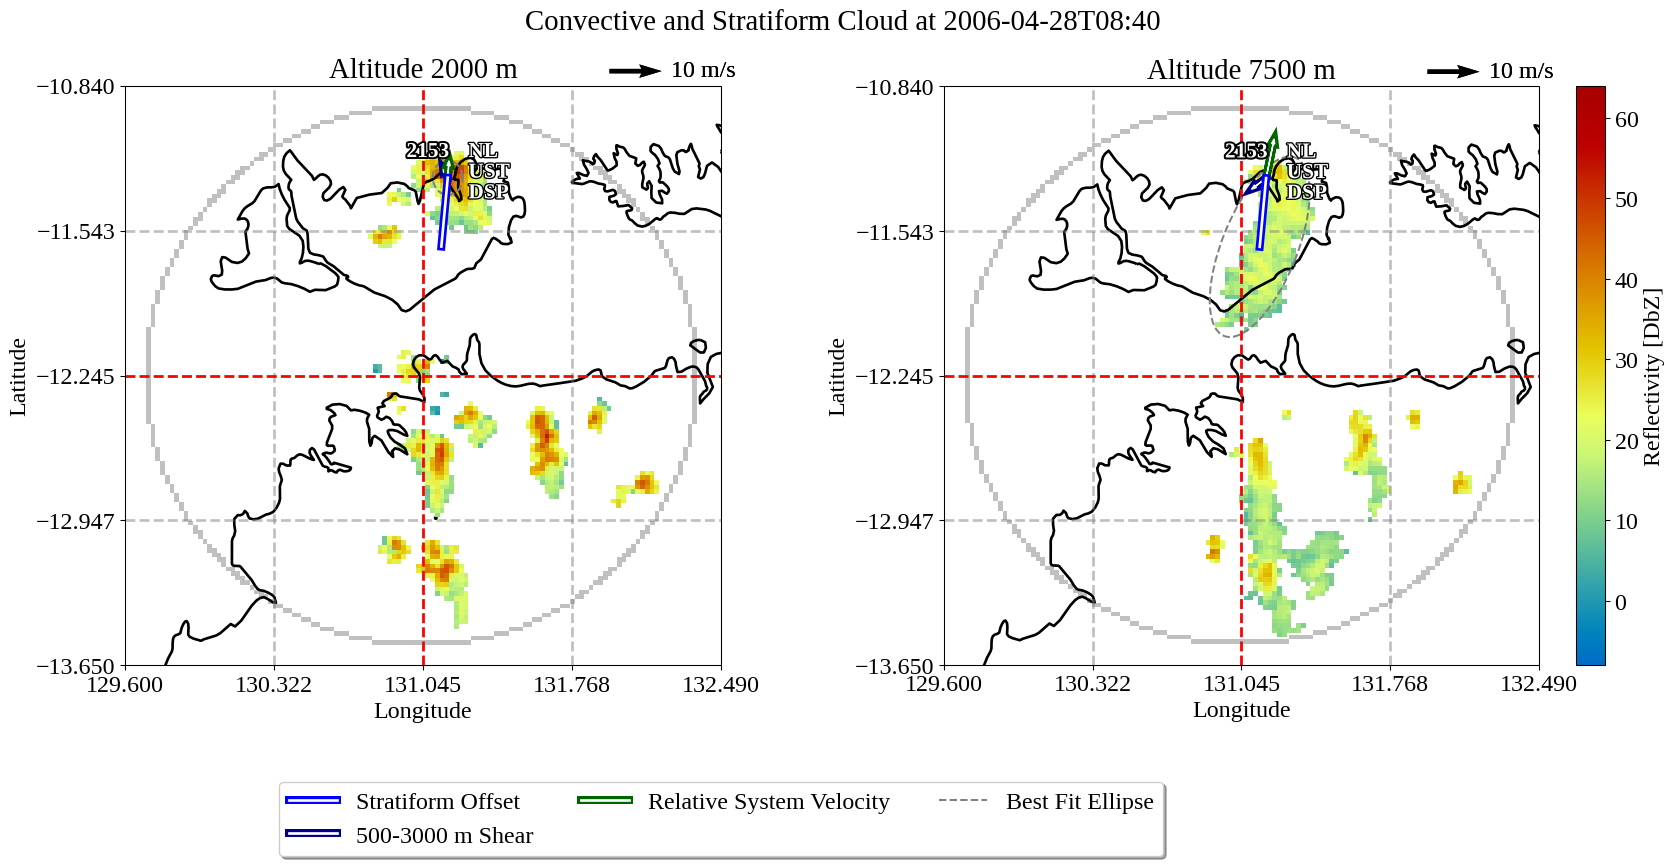 Convective and Stratiform Cloud at 2006-04-28T08:40
Altitude 2000 m
10 m/s
Altitude 7500 m
10 m/s
−10.840
−11.543
−12.245
−12.947
−13.650
Latitude
2153
NL
UST
DSP
129.600
130.322
131.045
131.768
132.490
Longitude
−10.840
−11.543
−12.245
−12.947
−13.650
Latitude
2153
NL
UST
DSP
129.600
130.322
131.045
131.768
132.490
Longitude
60
50
40
30
20
10
0
Reflectivity [DbZ]
Stratiform Offset
500-3000 m Shear
Relative System Velocity
Best Fit Ellipse